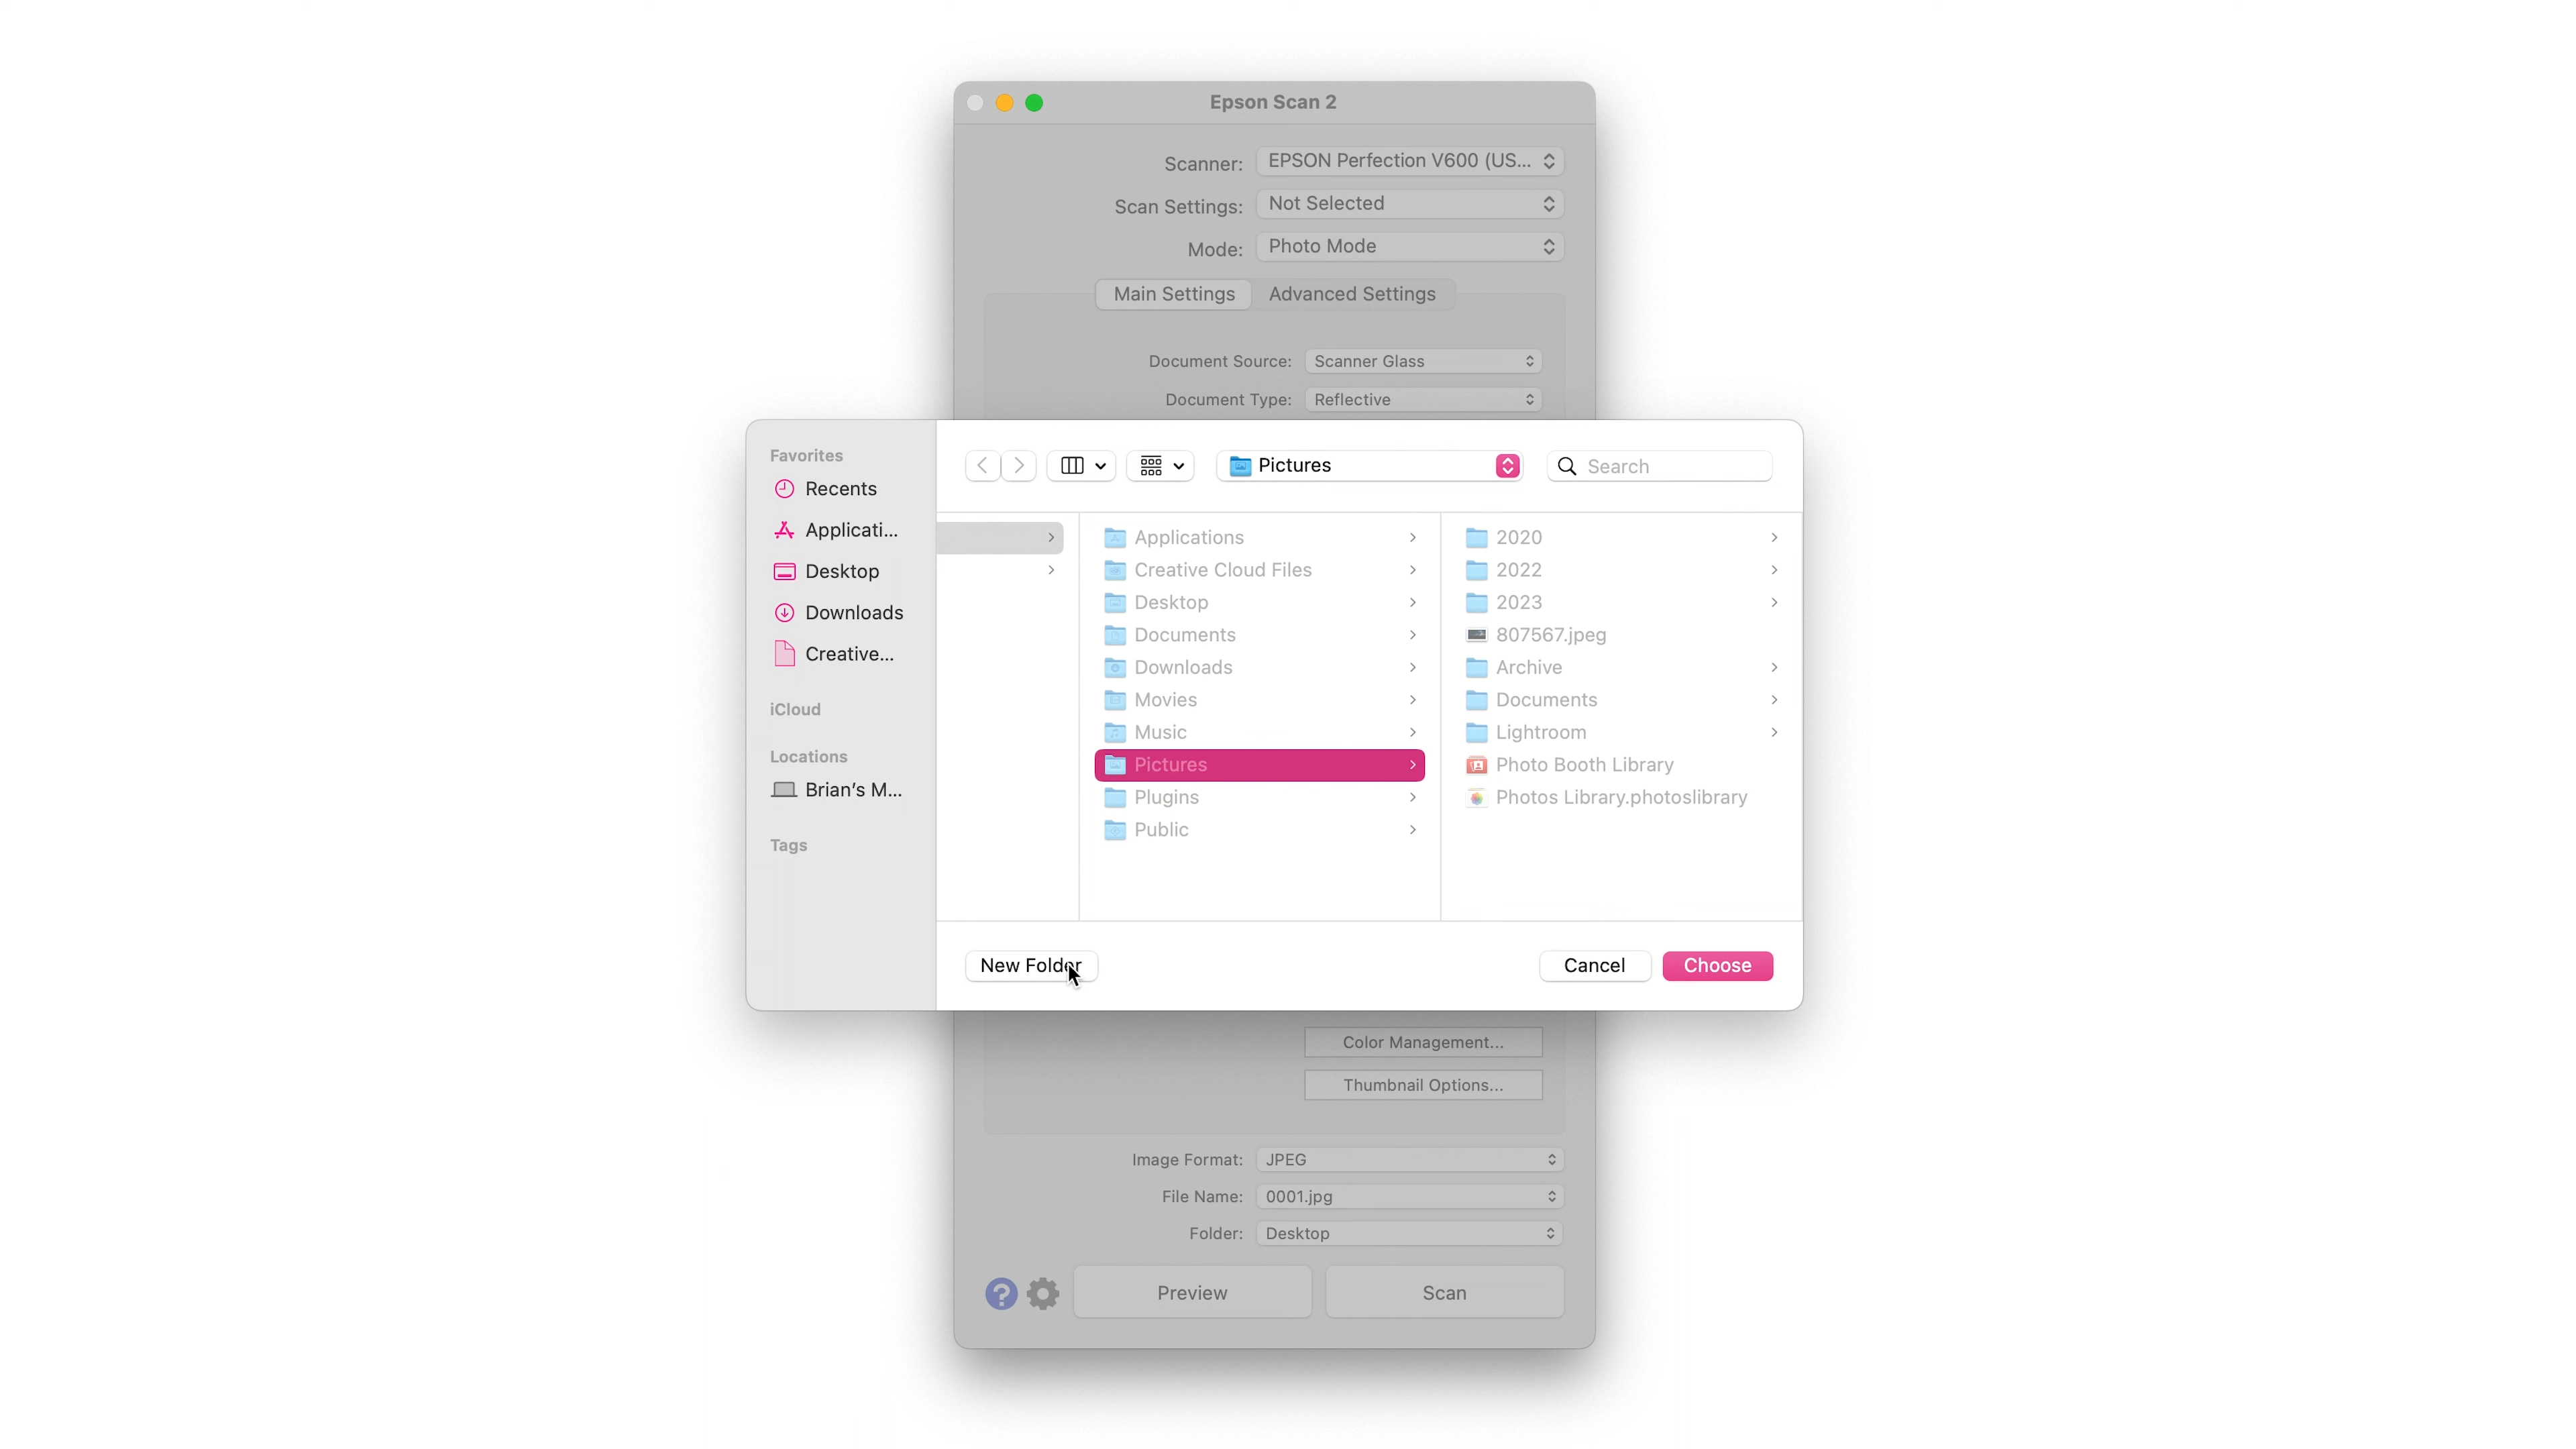 Epson Scan 2
Scanner: EPSON Perfection V600 (US...
Scan Settings: Not Selected
Mode: Photo Mode
Main Settings Advanced Settings
Document Source: Scanner Glass
Document Type: Reflective
Favorites
Recents
Applicati...
Desktop
Downloads
Creative...
iCloud
Locations
Brian's M...
Tags
Pictures
Search
Applications
Creative Cloud Files
Desktop
Documents
Downloads
Movies
Music
Pictures
Plugins
Public
2020
2022
2023
807567.jpeg
Archive
Documents
Lightroom
Photo Booth Library
Photos Library.photoslibrary
New Folder
Cancel
Choose
Color Management...
Thumbnail Options...
Image Format: JPEG
File Name: 0001.jpg
Folder: Desktop
?
Preview
Scan